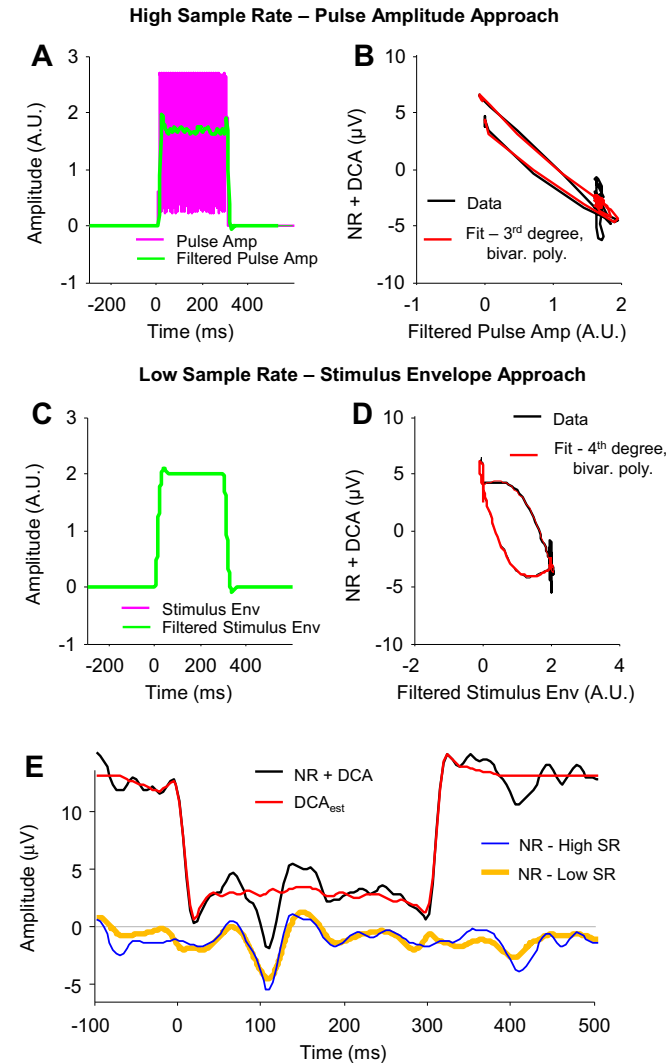 High Sample Rate – Pulse Amplitude Approach
A
B
Amplitude (A.U.)
3
2
1
0
-1
-200
0
200
400
Time (ms)
Pulse Amp
Filtered Pulse Amp
NR + DCA (µV)
10
5
0
-5
-10
0
1
2
Filtered Pulse Amp (A.U.)
Data
Fit – 3rd degree,
bivar. poly.
Low Sample Rate – Stimulus Envelope Approach
C
D
Amplitude (A.U.)
3
2
1
0
-1
-200
0
200
400
Time (ms)
Stimulus Env
Filtered Stimulus Env
NR + DCA (µV)
10
5
0
-5
-10
-2
0
2
4
Filtered Stimulus Env (A.U.)
Data
Fit - 4th degree,
bivar. poly.
E
Amplitude (µV)
10
5
0
-5
-100
0
100
200
300
400
500
Time (ms)
NR + DCA
DCAest
NR - High SR
NR - Low SR